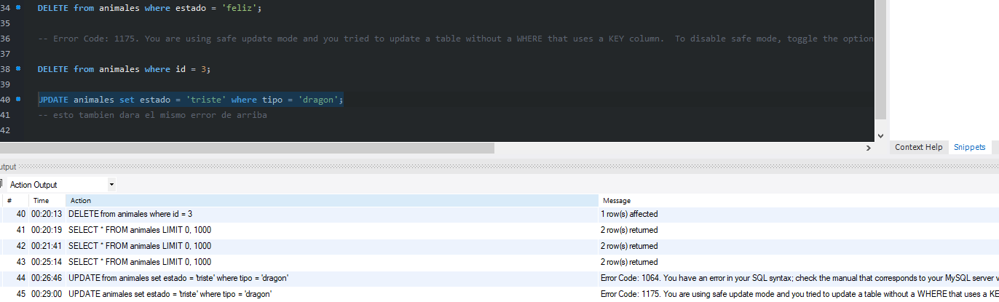 34 DELETE from animales where estado = 'feliz';
35
36 -- Error Code: 1175. You are using safe update mode and you tried to update a table without a WHERE that uses a KEY column.  To disable safe mode, toggle the option
37
38 DELETE from animales where id = 3;
39
40 UPDATE animales set estado = 'triste' where tipo = 'dragon';
41 -- esto tambien dara el mismo error de arriba
42
Context Help Snippets
utput
Action Output
# Time Action Message
40 00:20:13 DELETE from animales where id = 3 1 row(s) affected
41 00:20:19 SELECT * FROM animales LIMIT 0, 1000 2 row(s) returned
42 00:21:41 SELECT * FROM animales LIMIT 0, 1000 2 row(s) returned
43 00:25:14 SELECT * FROM animales LIMIT 0, 1000 2 row(s) returned
44 00:26:46 UPDATE from animales set estado = 'triste' where tipo = 'dragon' Error Code: 1064. You have an error in your SQL syntax; check the manual that corresponds to your MySQL server v
45 00:29:00 UPDATE animales set estado = 'triste' where tipo = 'dragon' Error Code: 1175. You are using safe update mode and you tried to update a table without a WHERE that uses a KE